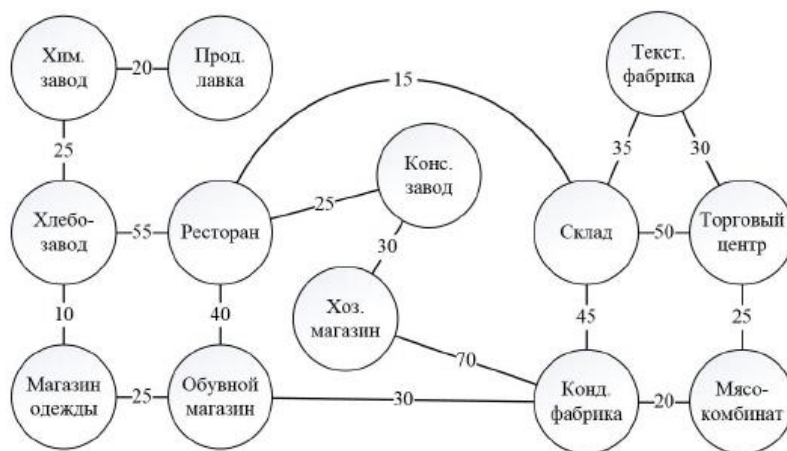 Хим.
завод
20
Прод.
лавка
15
Текст.
фабрика
25
Конс.
завод
35
30
Хлебо-
завод
55
Ресторан
25
30
Склад
50
Торговый
центр
10
40
Хоз.
магазин
45
25
70
Магазин
одежды
25
Обувной
магазин
30
Конд.
фабрика
20
Мясо-
комбинат